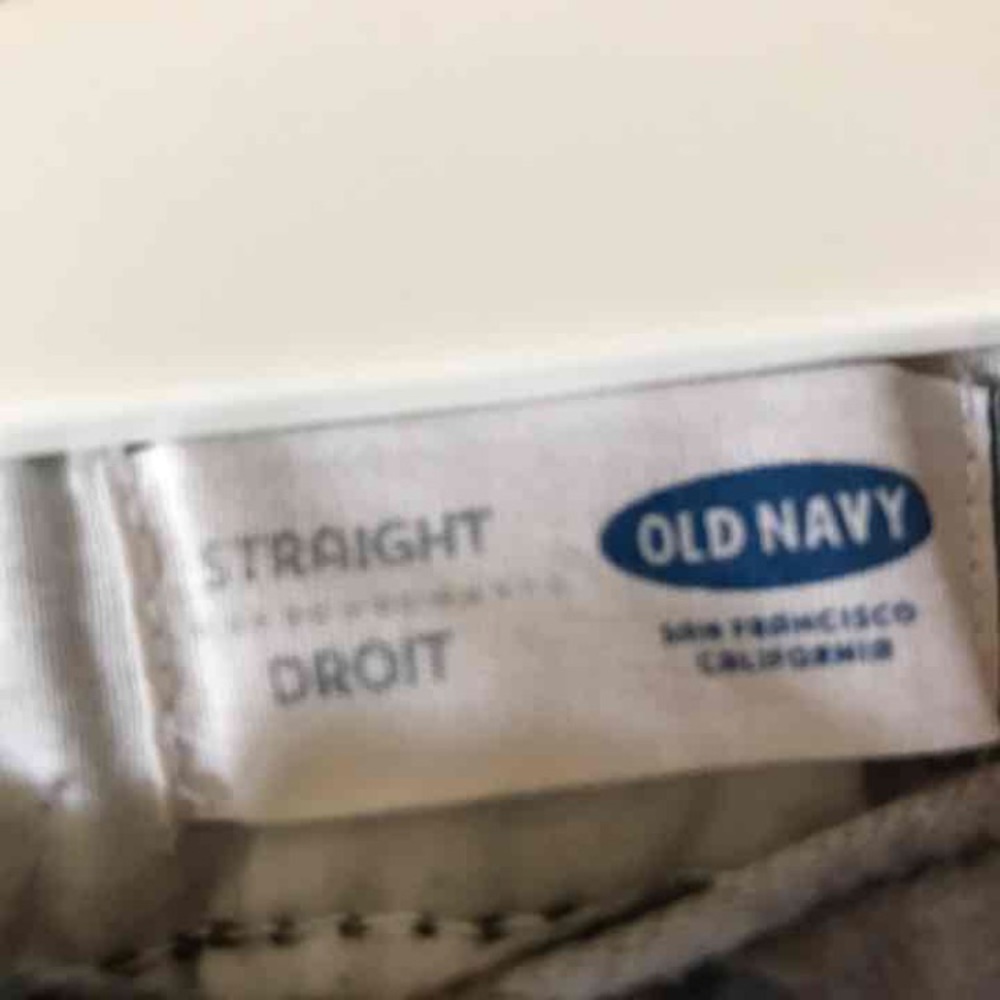 STRAIGHT
DROIT
OLD NAVY
SAN FRANCISCO
CALIFORNIA